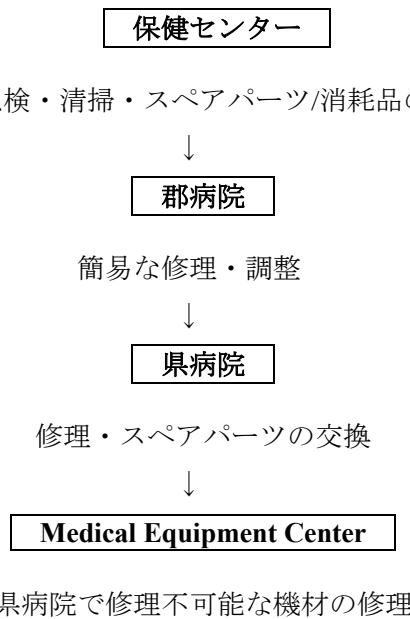 保健センター
検・清掃・スペアパーツ/消耗品
↓
郡病院
簡易な修理・調整
↓
県病院
修理・スペアパーツの交換
↓
Medical Equipment Center
県病院で修理不可能な機材の修理